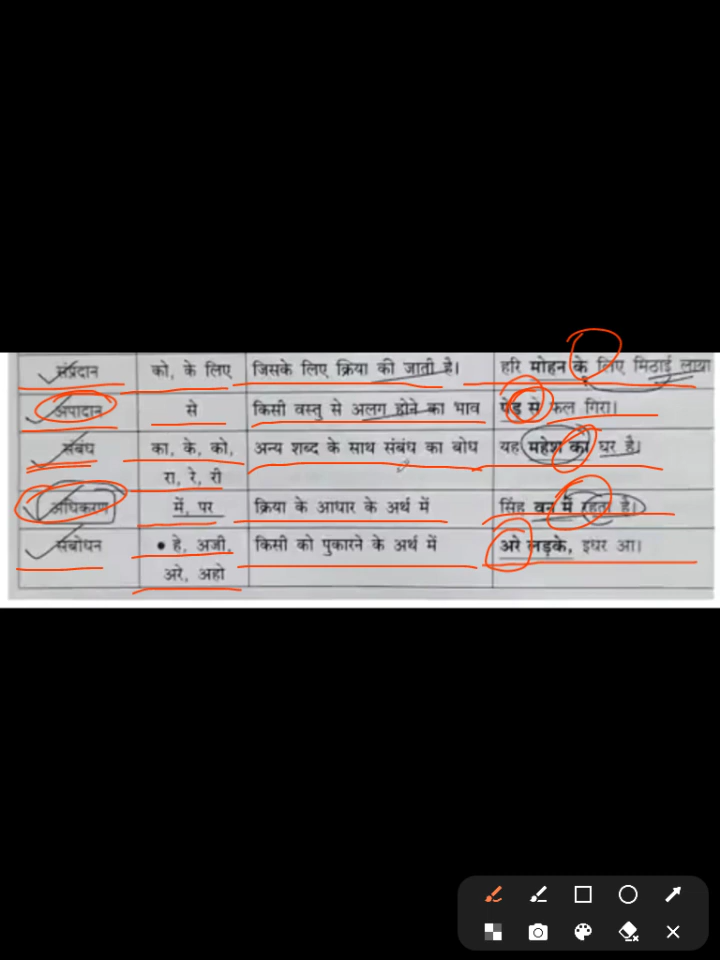 संप्रदान को, के लिए जिसके लिए क्रिया की जाती है। हरि मोहन के लिए मिठाई लाया
अपादान से किसी वस्तु से अलग होने का भाव पेड़ से फल गिरा।
संबंध का, के, को, अन्य शब्द के साथ संबंध का बोध यह महेश का घर है।
रा, रे, री
अधिकरण में, पर क्रिया के आधार के अर्थ में सिंह वन में रहता है।
संबोधन • हे, अजी, किसी को पुकारने के अर्थ में अरे लड़के, इधर आ।
अरे, अहो